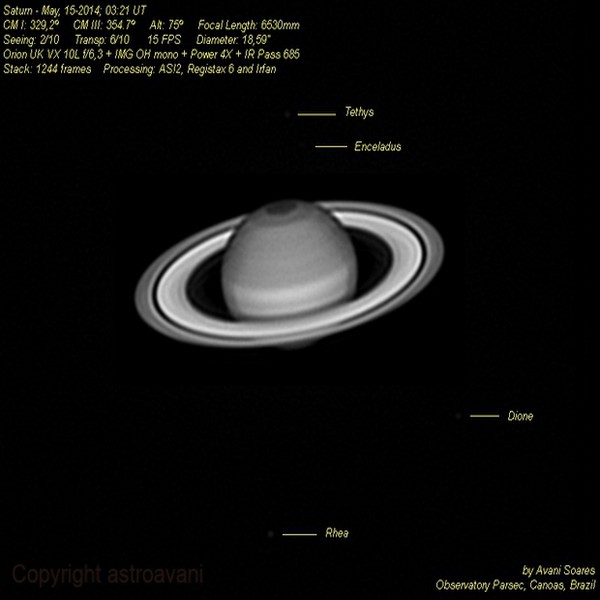 Saturn - May, 15-2014; 03:21 UT
CM I: 329,2º CM III: 354.7º Alt: 75º Focal Length: 6530mm
Seeing: 2/10 Transp: 6/10 15 FPS Diameter: 18,59"
Orion UK VX 10L f/6,3 + IMG OH mono + Power 4X + IR Pass 685
Stack: 1244 frames Processing: ASI2, Registax 6 and Irfan
Tethys
Enceladus
Dione
Rhea
Copyright astroavani
by Avani Soares
Observatory Parsec, Canoas, Brazil